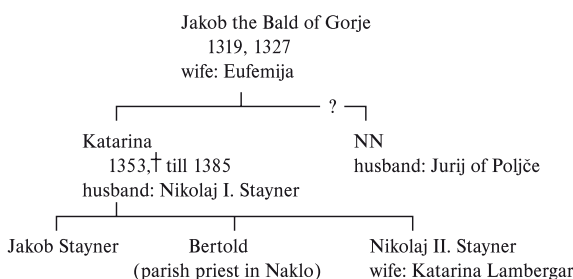 Jakob the Bald of Gorje
1319, 1327
wife: Eufemija
?
Katarina
1353,† till 1385
husband: Nikolaj I. Stayner
NN
husband: Jurij of Poljče
Jakob Stayner
Bertold
(parish priest in Naklo)
Nikolaj II. Stayner
wife: Katarina Lambergar